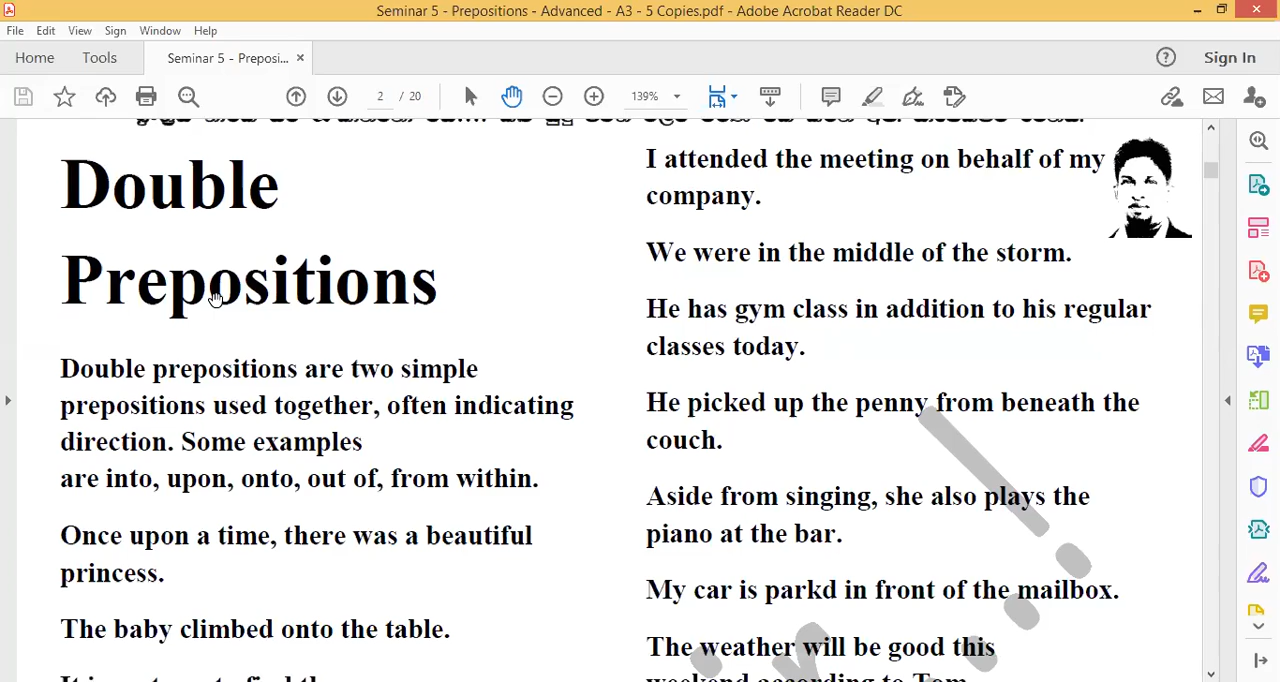 Seminar 5 - Prepositions - Advanced - A3 - 5 Copies.pdf - Adobe Acrobat Reader DC
File Edit View Sign Window Help
Home Tools Seminar 5 - Preposi... × Sign In
2 / 20 139%
Double
Prepositions
Double prepositions are two simple
prepositions used together, often indicating
direction. Some examples
are into, upon, onto, out of, from within.
Once upon a time, there was a beautiful
princess.
The baby climbed onto the table.
I attended the meeting on behalf of my
company.
We were in the middle of the storm.
He has gym class in addition to his regular
classes today.
He picked up the penny from beneath the
couch.
Aside from singing, she also plays the
piano at the bar.
My car is parkd in front of the mailbox.
The weather will be good this
weekend according to Tom